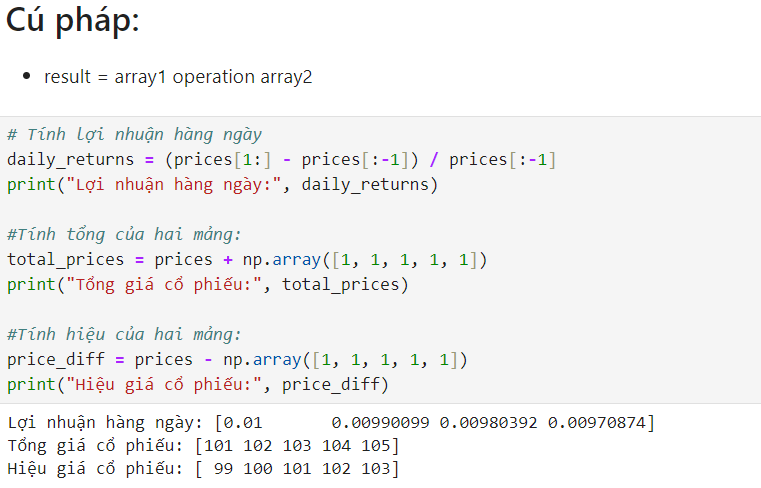 Cú pháp:
• result = array1 operation array2
# Tính lợi nhuận hàng ngày
daily_returns = (prices[1:] - prices[:-1]) / prices[:-1]
print("Lợi nhuận hàng ngày:", daily_returns)
#Tính tổng của hai mảng:
total_prices = prices + np.array([1, 1, 1, 1, 1])
print("Tổng giá cổ phiếu:", total_prices)
#Tính hiệu của hai mảng:
price_diff = prices - np.array([1, 1, 1, 1, 1])
print("Hiệu giá cổ phiếu:", price_diff)
Lợi nhuận hàng ngày: [0.01       0.00990099 0.00980392 0.00970874]
Tổng giá cổ phiếu: [101 102 103 104 105]
Hiệu giá cổ phiếu: [ 99 100 101 102 103]